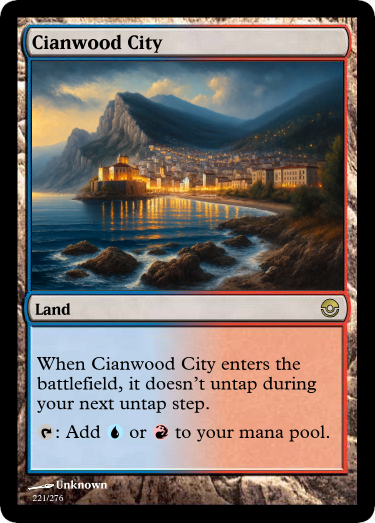 Cianwood City
Land
When Cianwood City enters the
battlefield, it doesn't untap during
your next untap step.
: Add or to your mana pool.
Unknown
221/276